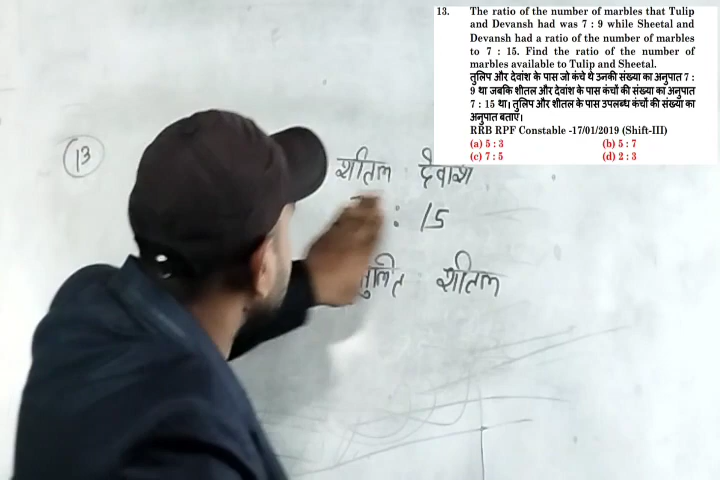 13. The ratio of the number of marbles that Tulip
and Devansh had was 7 : 9 while Sheetal and
Devansh had a ratio of the number of marbles
to 7 : 15. Find the ratio of the number of
marbles available to Tulip and Sheetal.
तुलिप और देवांश के पास जो कंचे थे उनकी संख्या का अनुपात 7 :
9 था जबकि शीतल और देवांश के पास कंचों की संख्या का अनुपात
7 : 15 था। तुलिप और शीतल के पास उपलब्ध कंचों की संख्या का
अनुपात बताएं।
RRB RPF Constable -17/01/2019 (Shift-III)
(a) 5 : 3 (b) 5 : 7
(c) 7 : 5 (d) 2 : 3
13
शीतल देवांश
: 15
शीतल